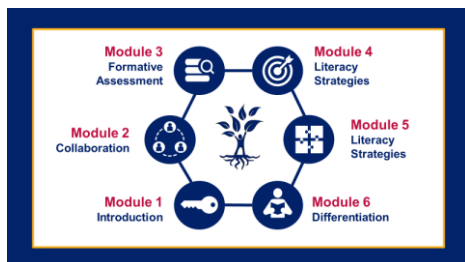 Module 3
Formative
Assessment
Module 4
Literacy
Strategies
Module 2
Collaboration
Module 5
Literacy
Strategies
Module 1
Introduction
Module 6
Differentiation